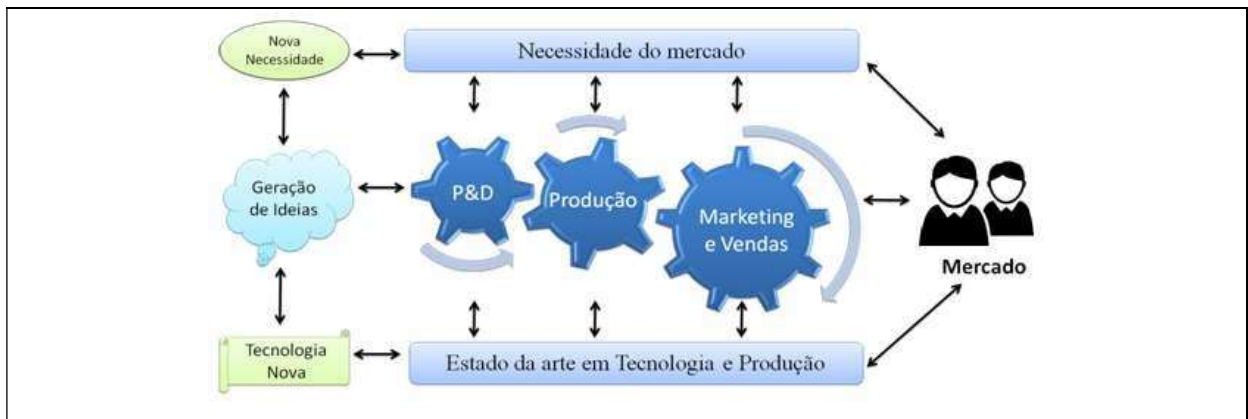 Nova
Necessidade
Necessidade do mercado
Geração
de Ideias
P&D
Produção
Marketing
e Vendas
Mercado
Tecnologia
Nova
Estado da arte em Tecnologia e Produção